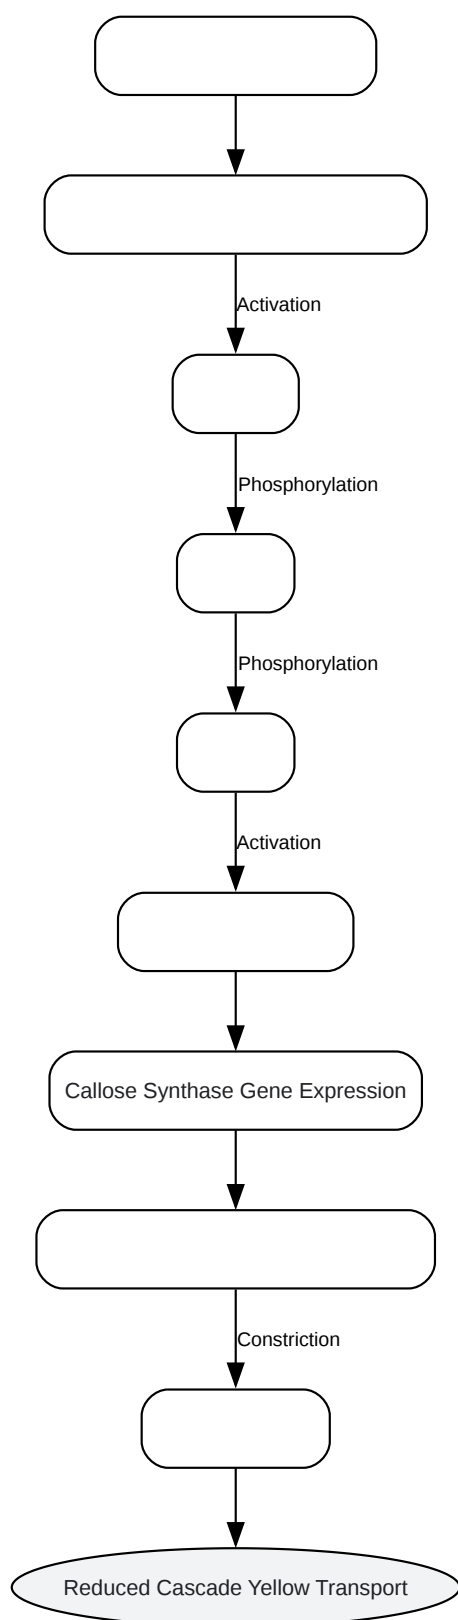 Activation
Phosphorylation
Phosphorylation
Activation
Callose Synthase Gene Expression
Constriction
Reduced Cascade Yellow Transport